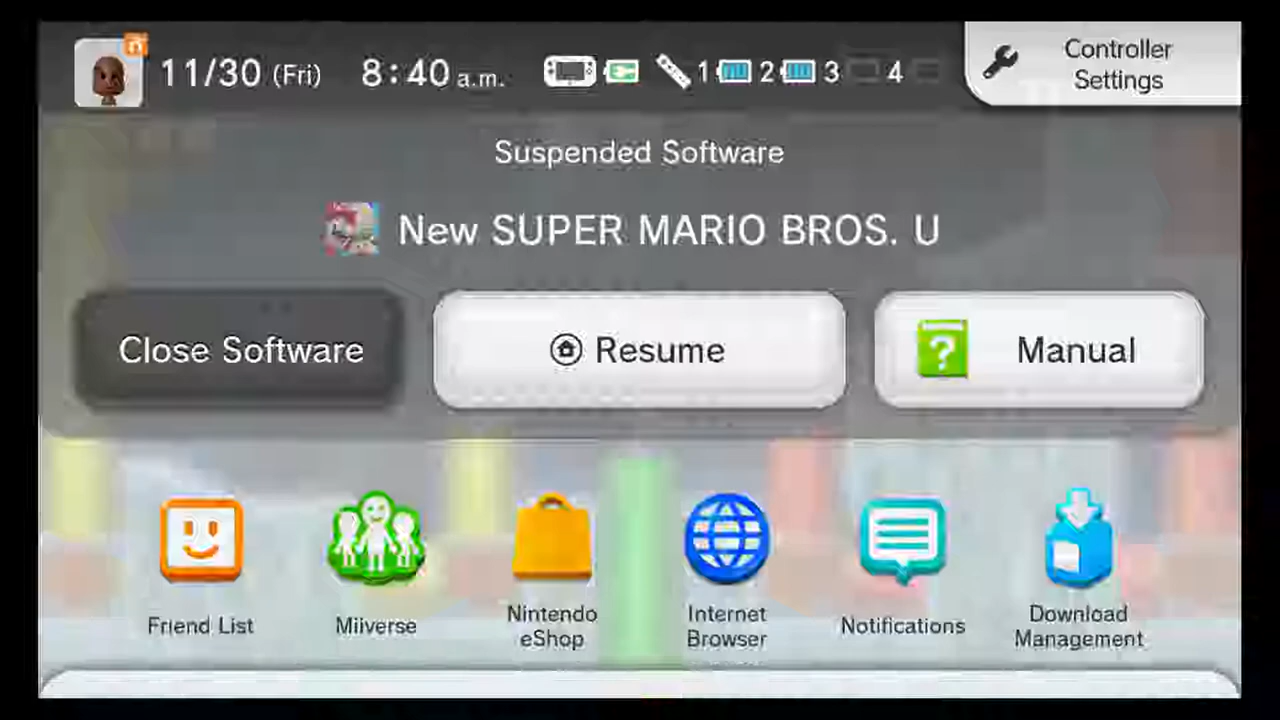 11/30 (Fri) 8:40 a.m. 1 2 3 4
Controller
Settings
Suspended Software
New SUPER MARIO BROS. U
Close Software
Resume
? Manual
Friend List
Miiverse
Nintendo
eShop
Internet
Browser
Notifications
Download
Management